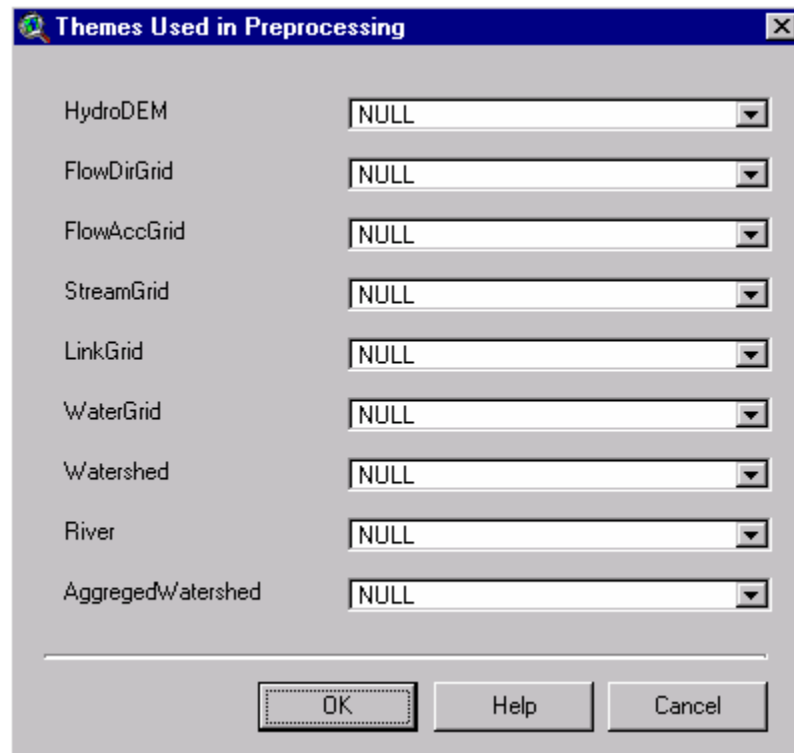 Themes Used in Preprocessing
HydroDEM NULL
FlowDirGrid NULL
FlowAccGrid NULL
StreamGrid NULL
LinkGrid NULL
WaterGrid NULL
Watershed NULL
River NULL
AggregedWatershed NULL
OK Help Cancel